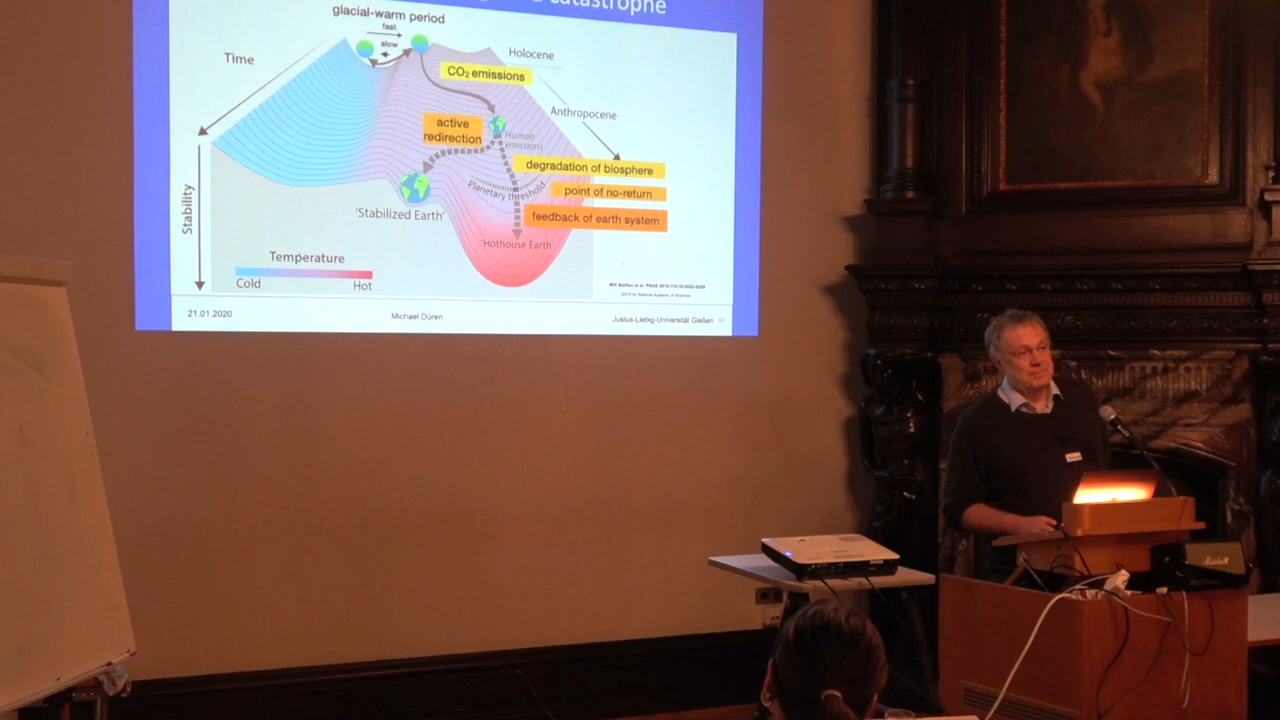 catastrophe
glacial-warm period
fast
slow
Time
Holocene
CO₂ emissions
Anthropocene
active
redirection
Human
emissions
degradation of biosphere
Planetary threshold
point of no-return
Stability
'Stabilized Earth'
feedback of earth system
'Hothouse Earth'
Temperature
Cold
Hot
21.01.2020
Michael Düren
Justus-Liebig-Universität Gießen
Marshall